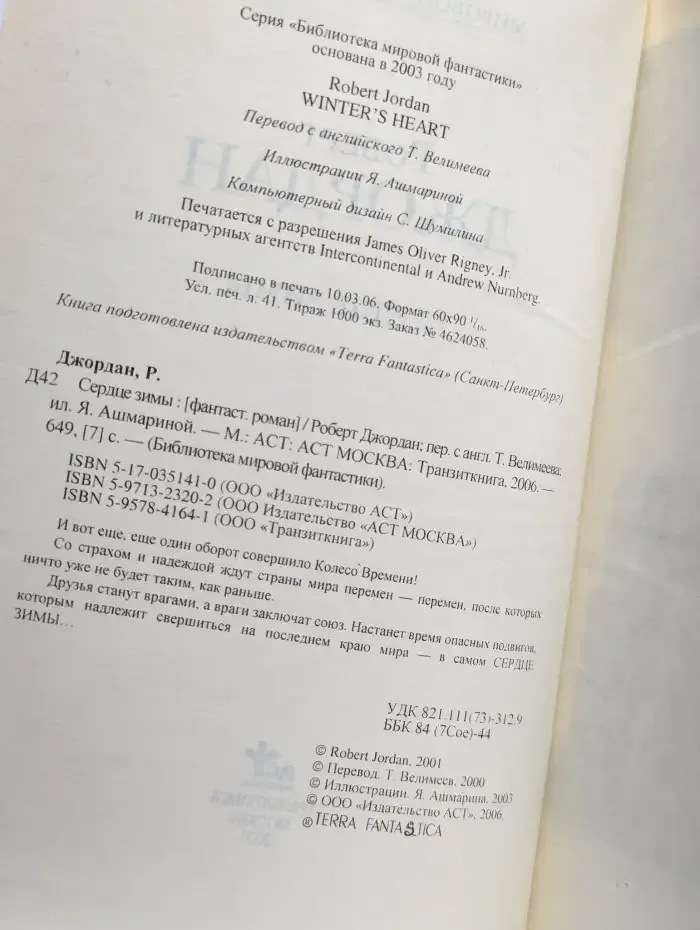 Серия «Библиотека мировой фантастики»
основана в 2003 году
Robert Jordan
WINTER'S HEART
Перевод с английского Т. Велимеева
Иллюстрации Я. Ашмариной
Компьютерный дизайн С. Шумилина
Печатается с разрешения James Oliver Rigney, Jr.
и литературных агентств Intercontinental и Andrew Nurnberg.
Подписано в печать 10.03.06. Формат 60х90 1/16.
Усл. печ. л. 41. Тираж 1000 экз. Заказ № 4624058.
Книга подготовлена издательством «Terra Fantastica» (Санкт-Петербург)
Джордан, Р.
Д42 Сердце зимы : [фантаст. роман] / Роберт Джордан; пер. с англ. Т. Велимеева;
ил. Я. Ашмариной. — М.: АСТ: АСТ МОСКВА: Транзиткнига, 2006. —
649, [7] с. — (Библиотека мировой фантастики).
ISBN 5-17-035141-0 (ООО «Издательство АСТ»)
ISBN 5-9713-2320-2 (ООО Издательство «АСТ МОСКВА»)
ISBN 5-9578-4164-1 (ООО «Транзиткнига»)
И вот еще, еще один оборот совершило Колесо Времени!
Со страхом и надеждой ждут страны мира перемен — перемен, после которых
ничто уже не будет таким, как раньше.
Друзья станут врагами, а враги заключат союз. Настанет время опасных подвигов,
которым надлежит свершиться на последнем краю мира — в самом СЕРДЦЕ
ЗИМЫ...
УДК 821.111(73)-312.9
ББК 84 (7Сое)-44
© Robert Jordan, 2001
© Перевод. Т. Велимеев, 2000
© Иллюстрации. Я. Ашмарина, 2003
© ООО «Издательство АСТ», 2006
® TERRA FANTASTICA